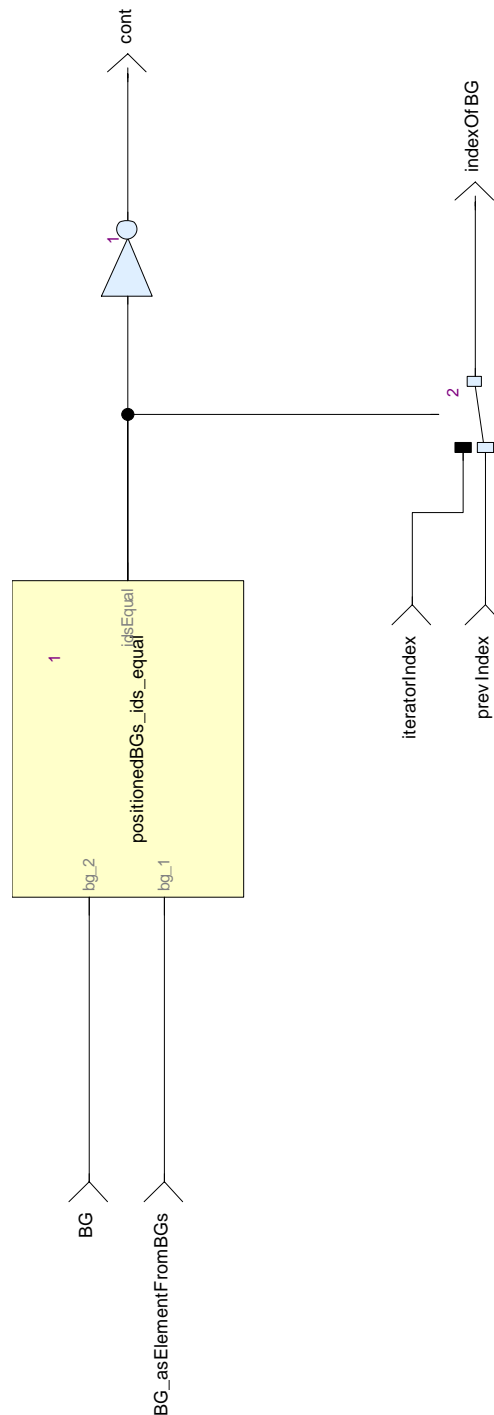 BG
BG_asElementFromBGs
bg_2
bg_1
1
positionedBGs_ids_equal
idsEqual
1
cont
iteratorIndex
prevIndex
2
indexOfBG